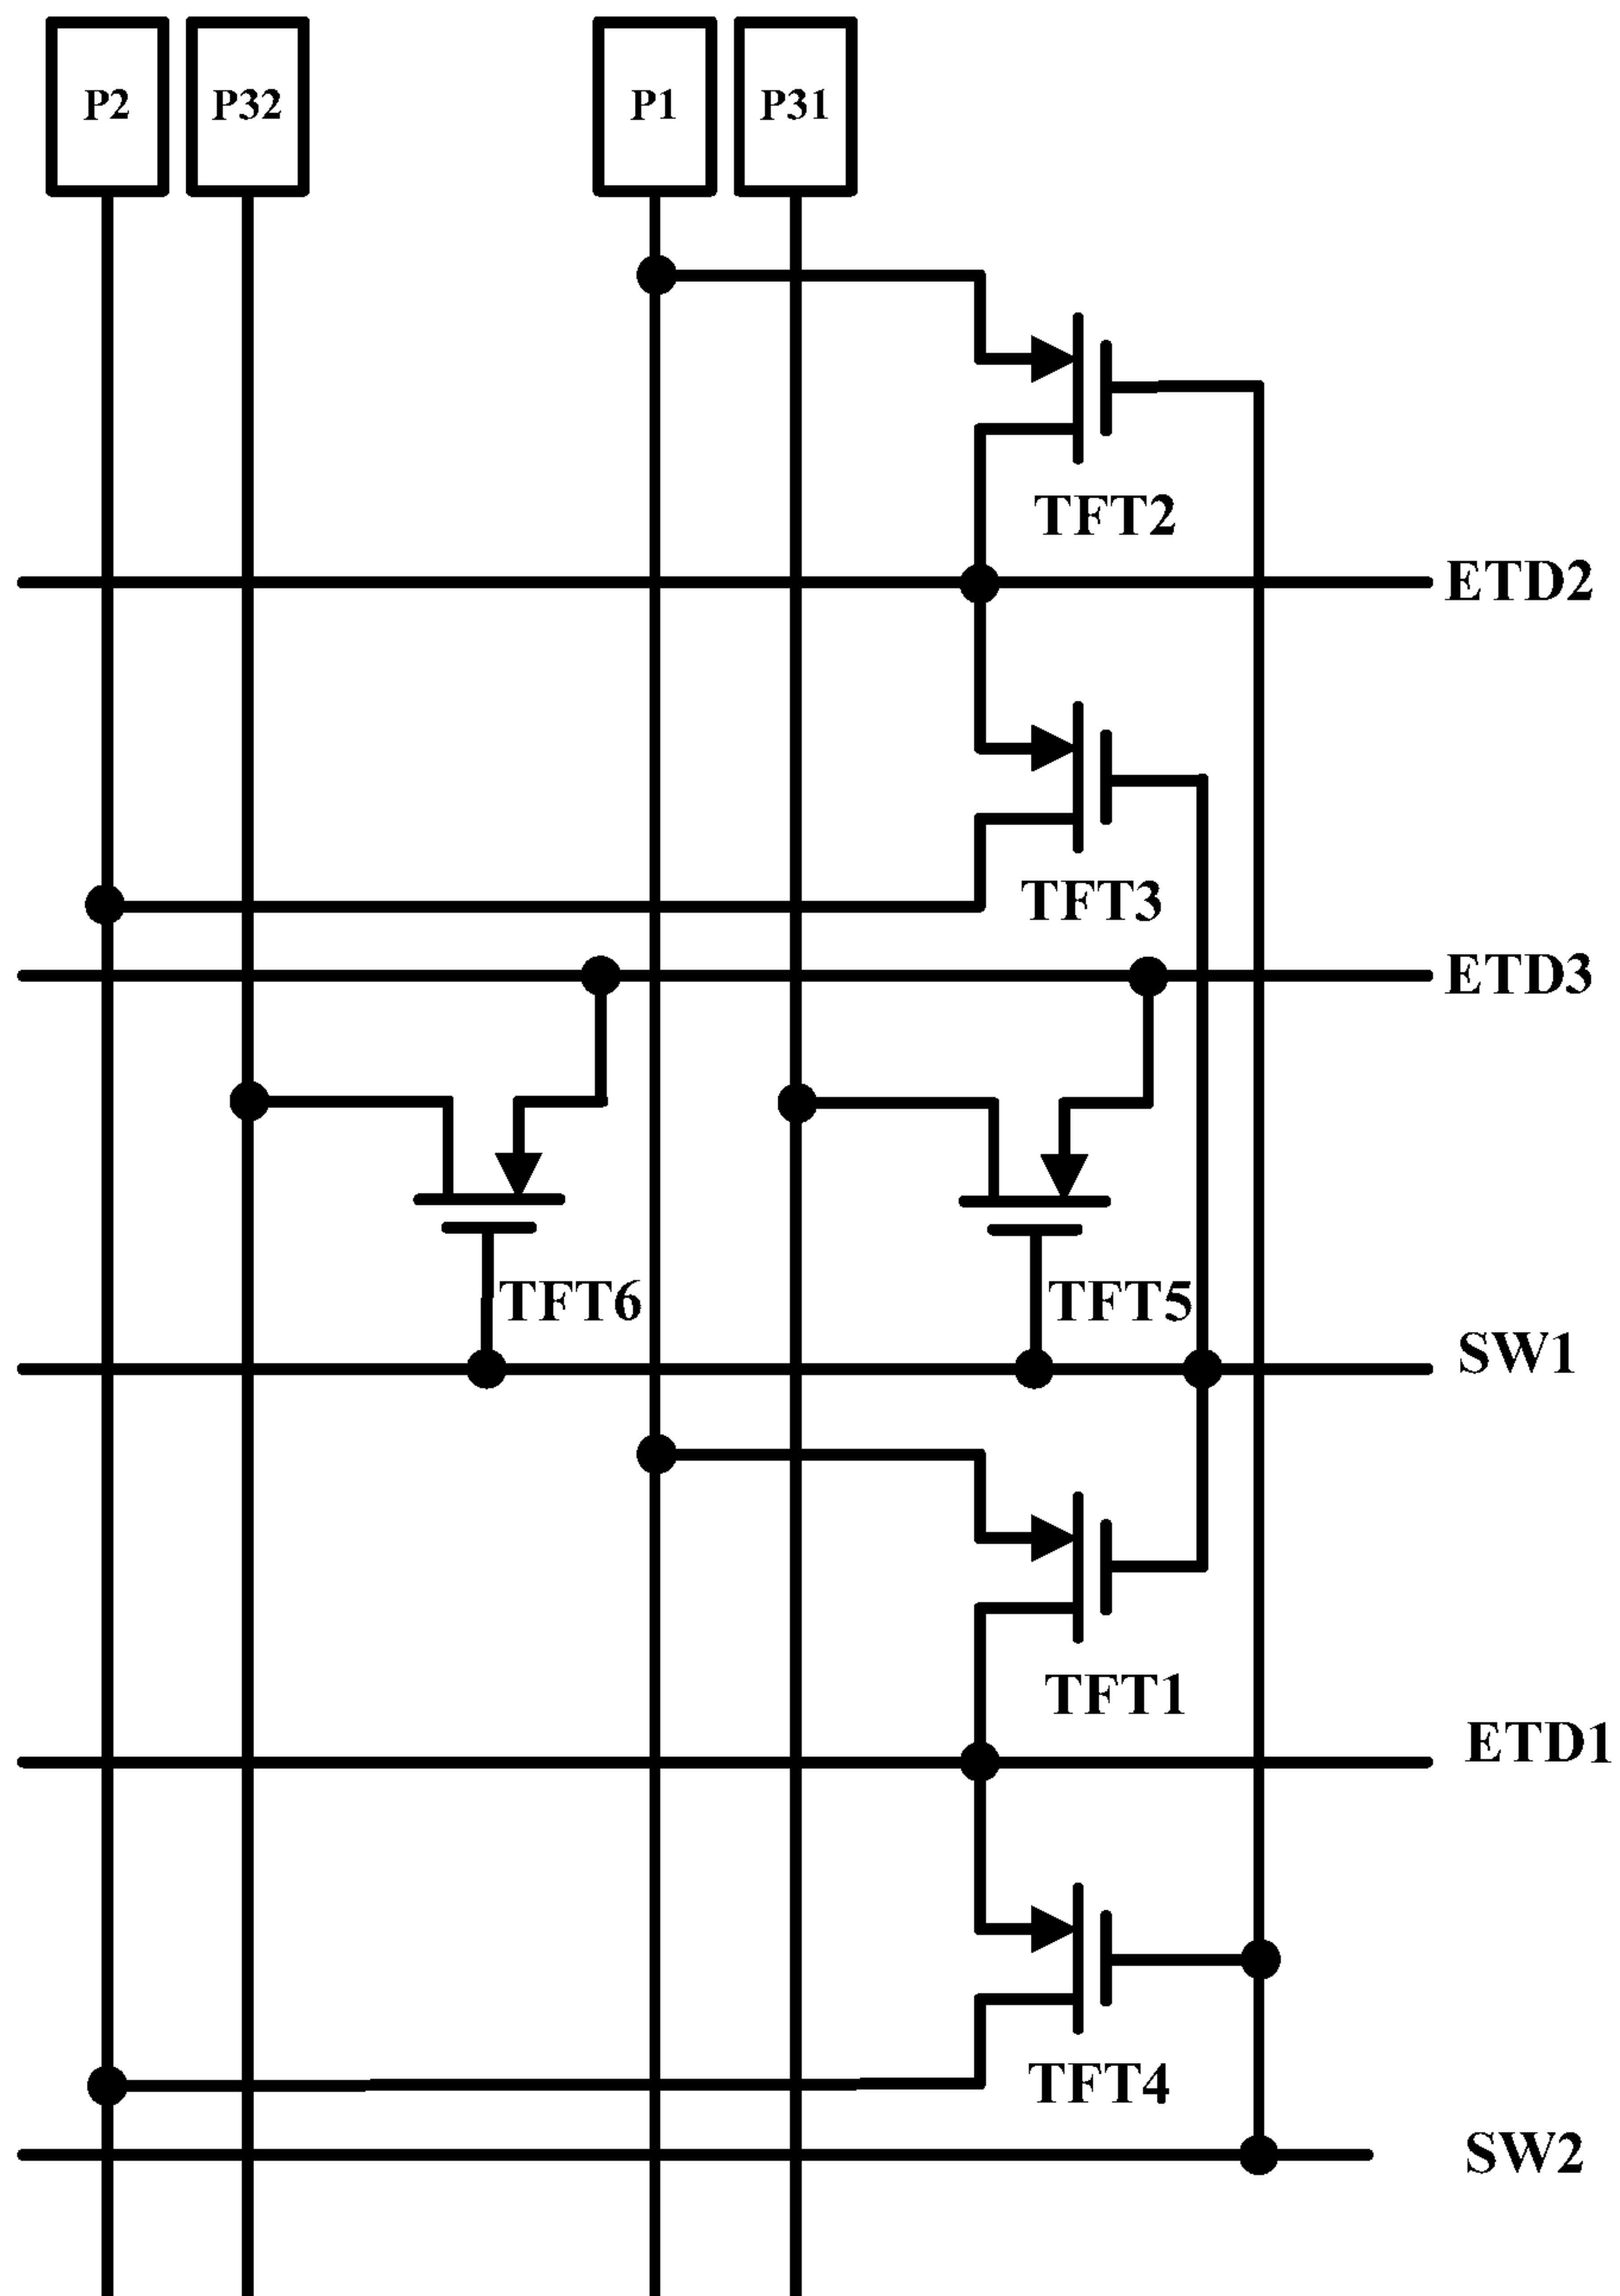 P2 P32 P1 P31
TFT2
ETD2
TFT3
ETD3
TFT6 TFT5
SW1
TFT1
ETD1
TFT4
SW2